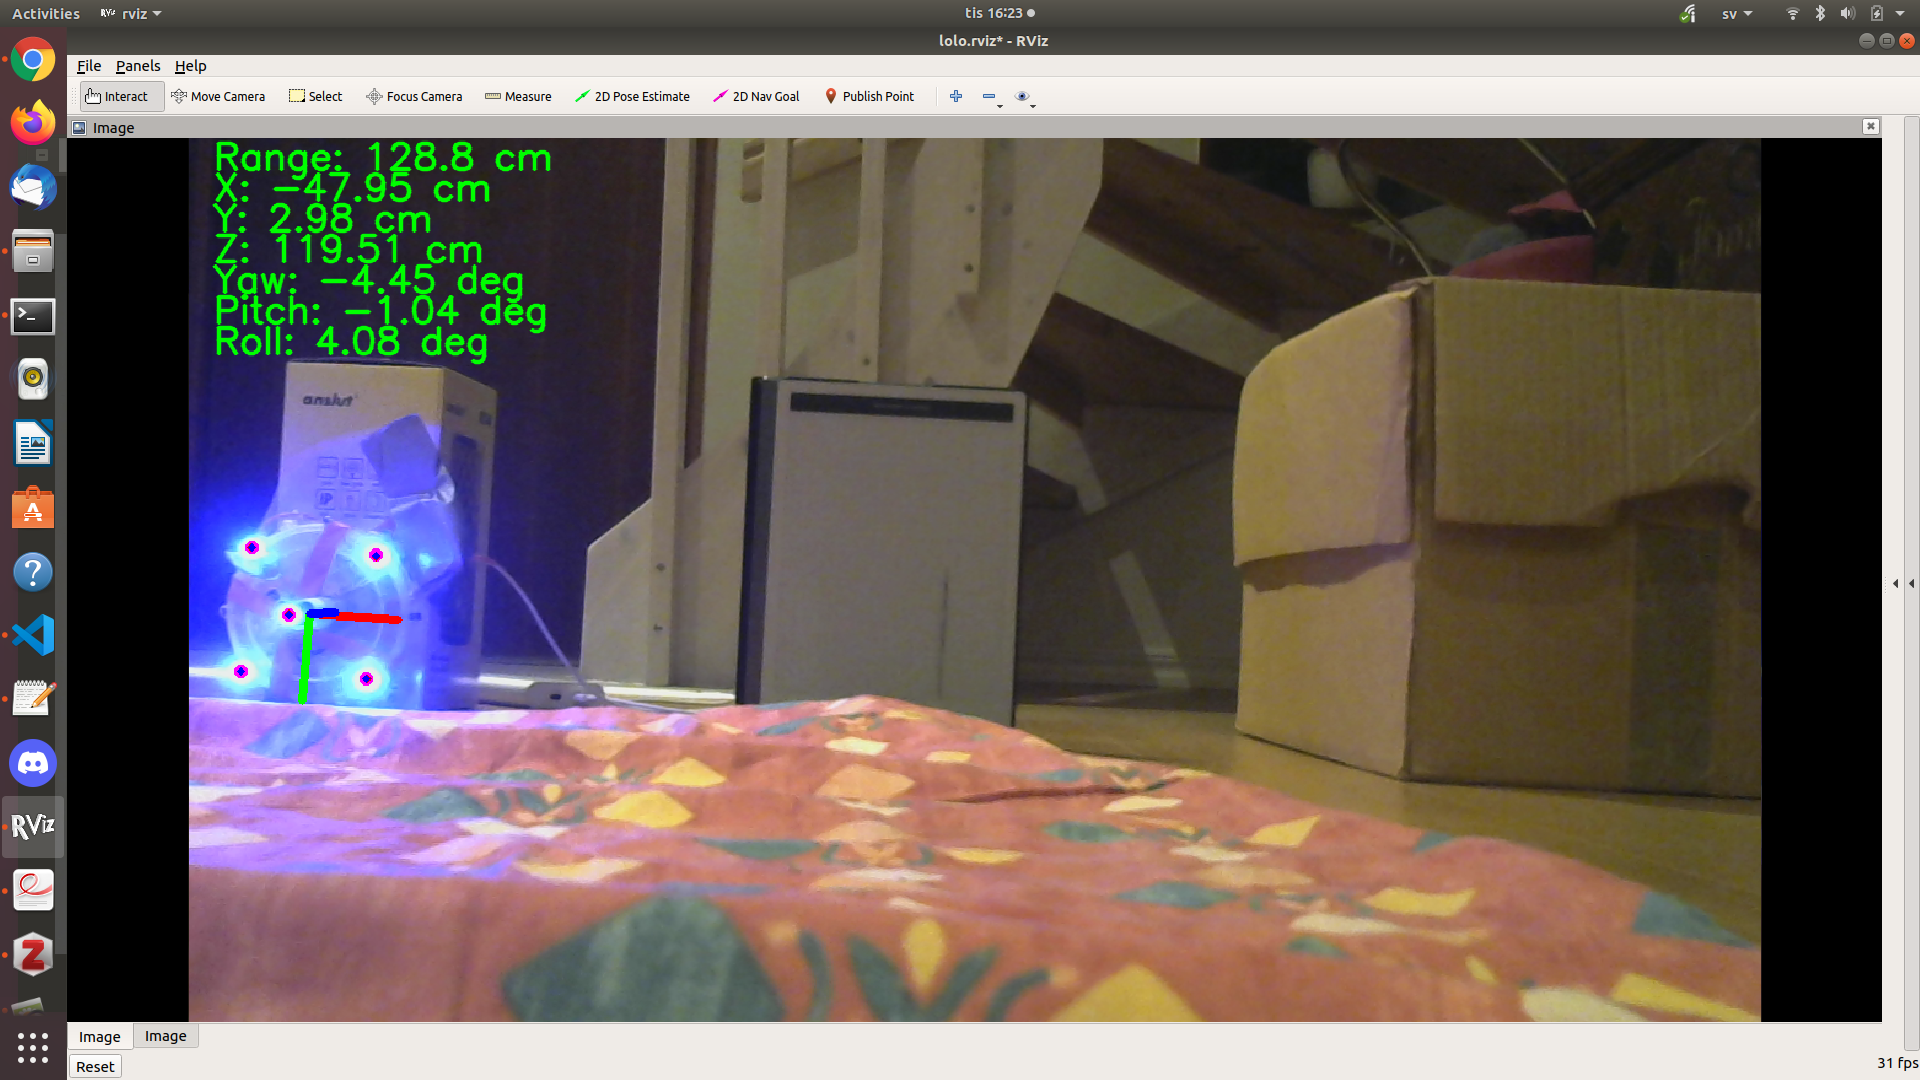 Activities
rviz
tis 16:23
sv
lolo.rviz* - RViz
File Panels Help
Interact Move Camera Select Focus Camera Measure 2D Pose Estimate 2D Nav Goal Publish Point
Image
Range: 128.8 cm
X: -47.95 cm
Y: 2.98 cm
Z: 119.51 cm
Yaw: -4.45 deg
Pitch: -1.04 deg
Roll: 4.08 deg
anslut
RViz
Image Image
Reset
31 fps